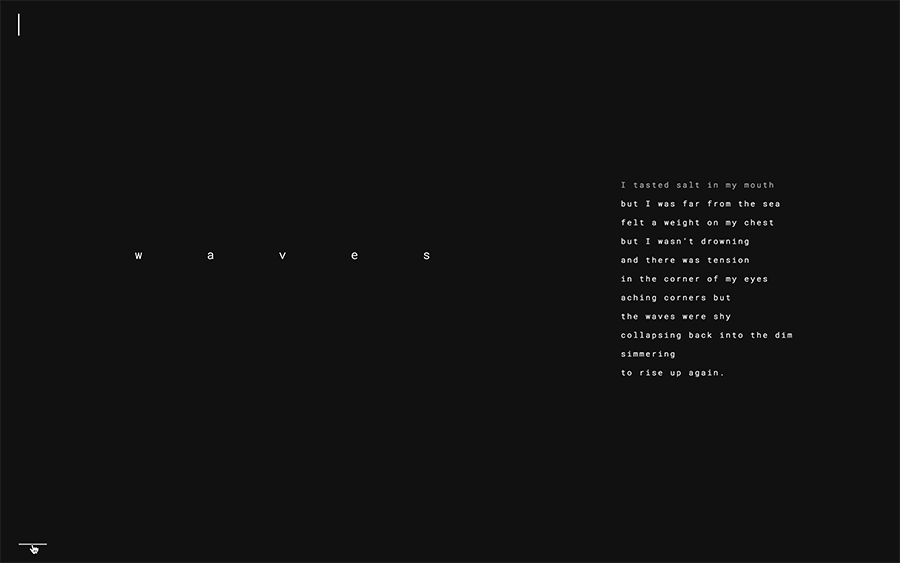 w a v e s
I tasted salt in my mouth
but I was far from the sea
felt a weight on my chest
but I wasn't drowning
and there was tension
in the corner of my eyes
aching corners but
the waves were shy
collapsing back into the dim
simmering
to rise up again.